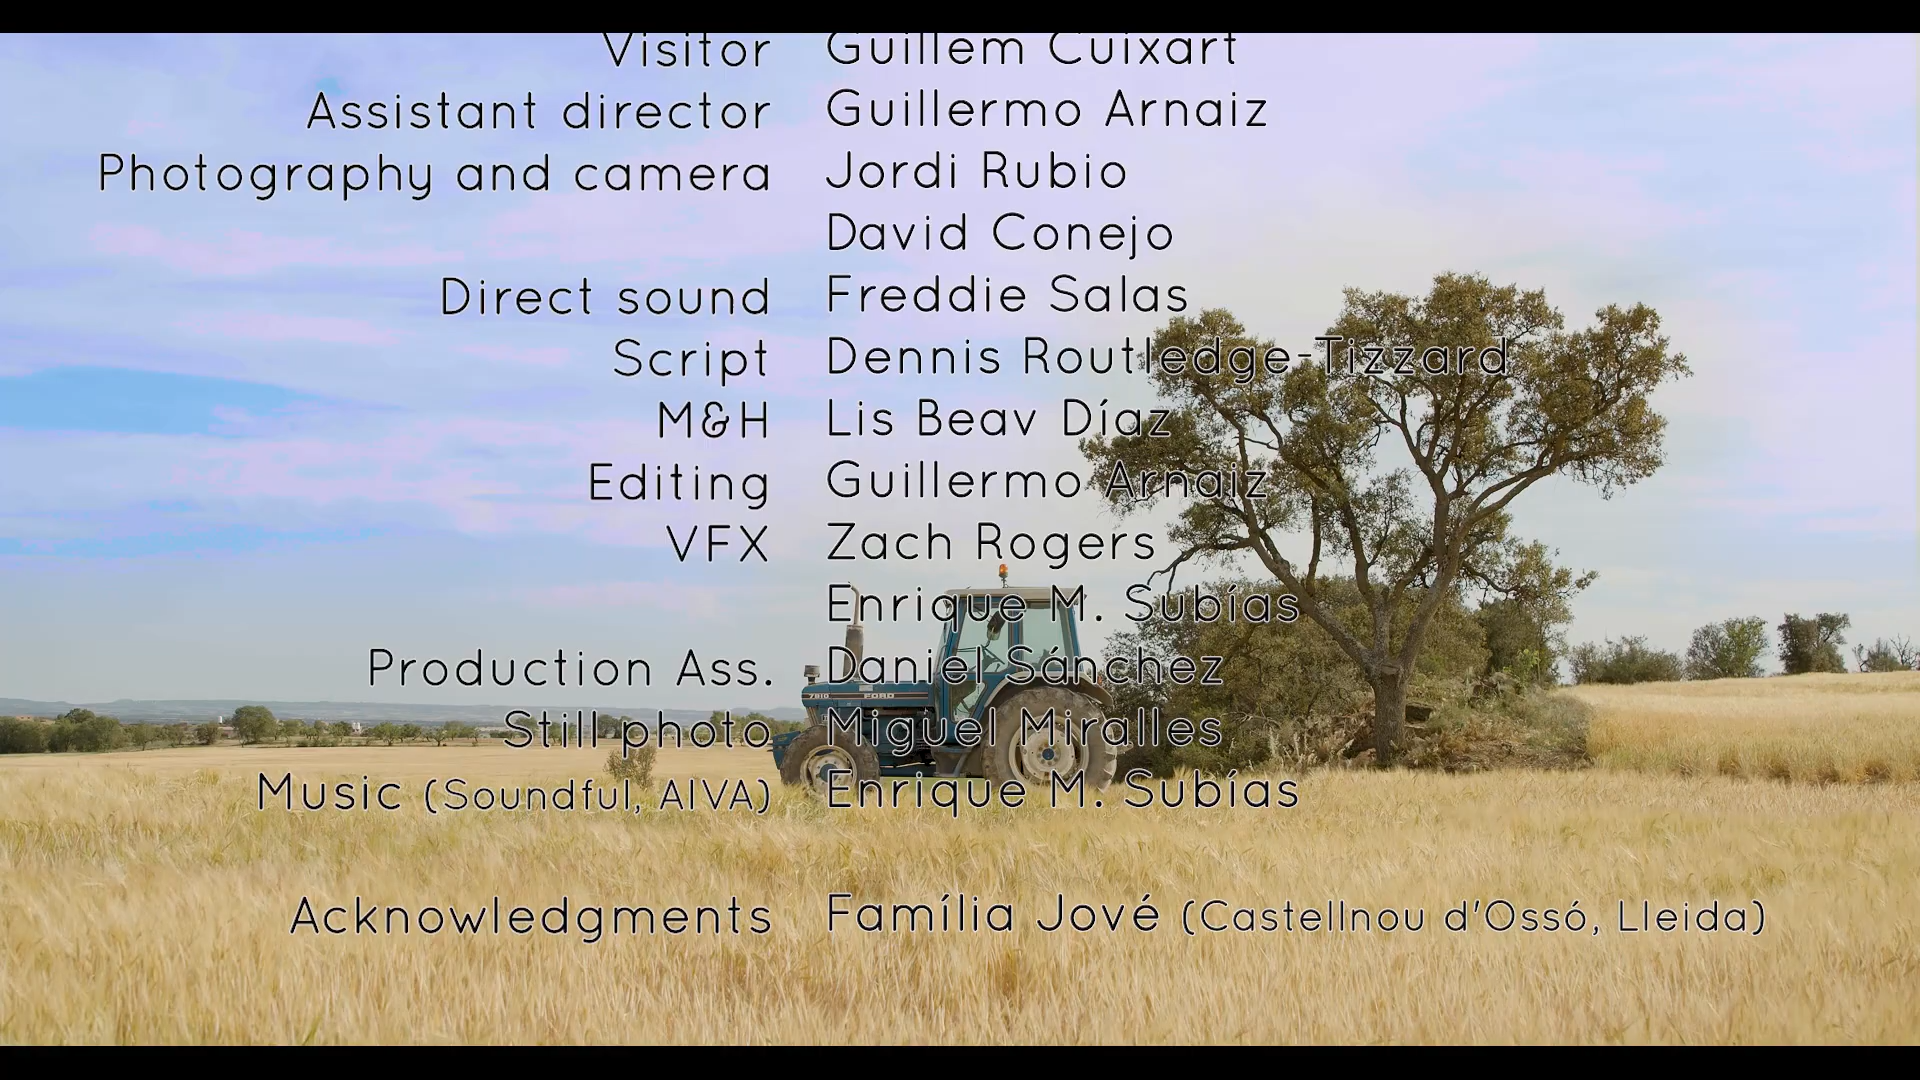 Visitor Guillem Cuixart
Assistant director Guillermo Arnaiz
Photography and camera Jordi Rubio
David Conejo
Direct sound Freddie Salas
Script Dennis Routledge-Tizzard
M&H Lis Beav Díaz
Editing Guillermo Arnaiz
VFX Zach Rogers
Enrique M. Subías
Production Ass. Daniel Sánchez
Still photo Miguel Miralles
Music (Soundful, AIVA) Enrique M. Subías
Acknowledgments Família Jové (Castellnou d'Ossó, Lleida)
7810 FORD